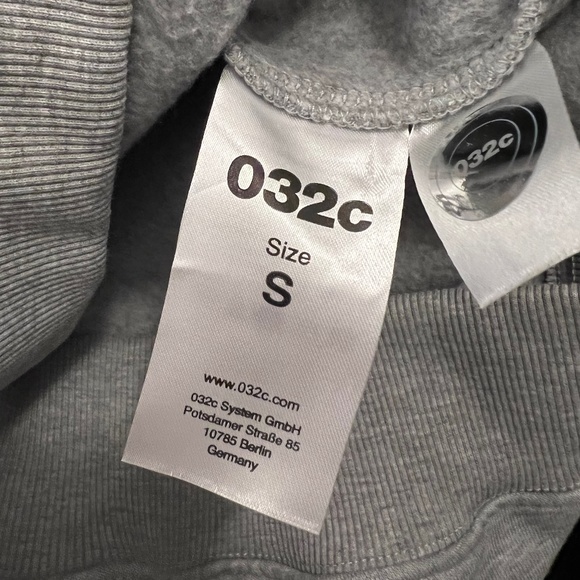 032c
Size
S
www.032c.com
032c System GmbH
Potsdamer Straße 85
10785 Berlin
Germany
032c